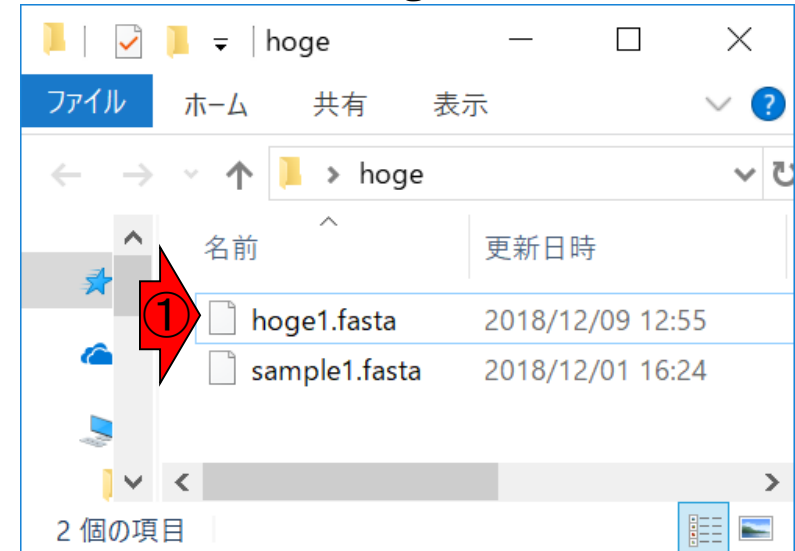 hoge
ファイル ホーム 共有 表示 ?
hoge
名前 更新日時
① hoge1.fasta 2018/12/09 12:55
sample1.fasta 2018/12/01 16:24
2 個の項目